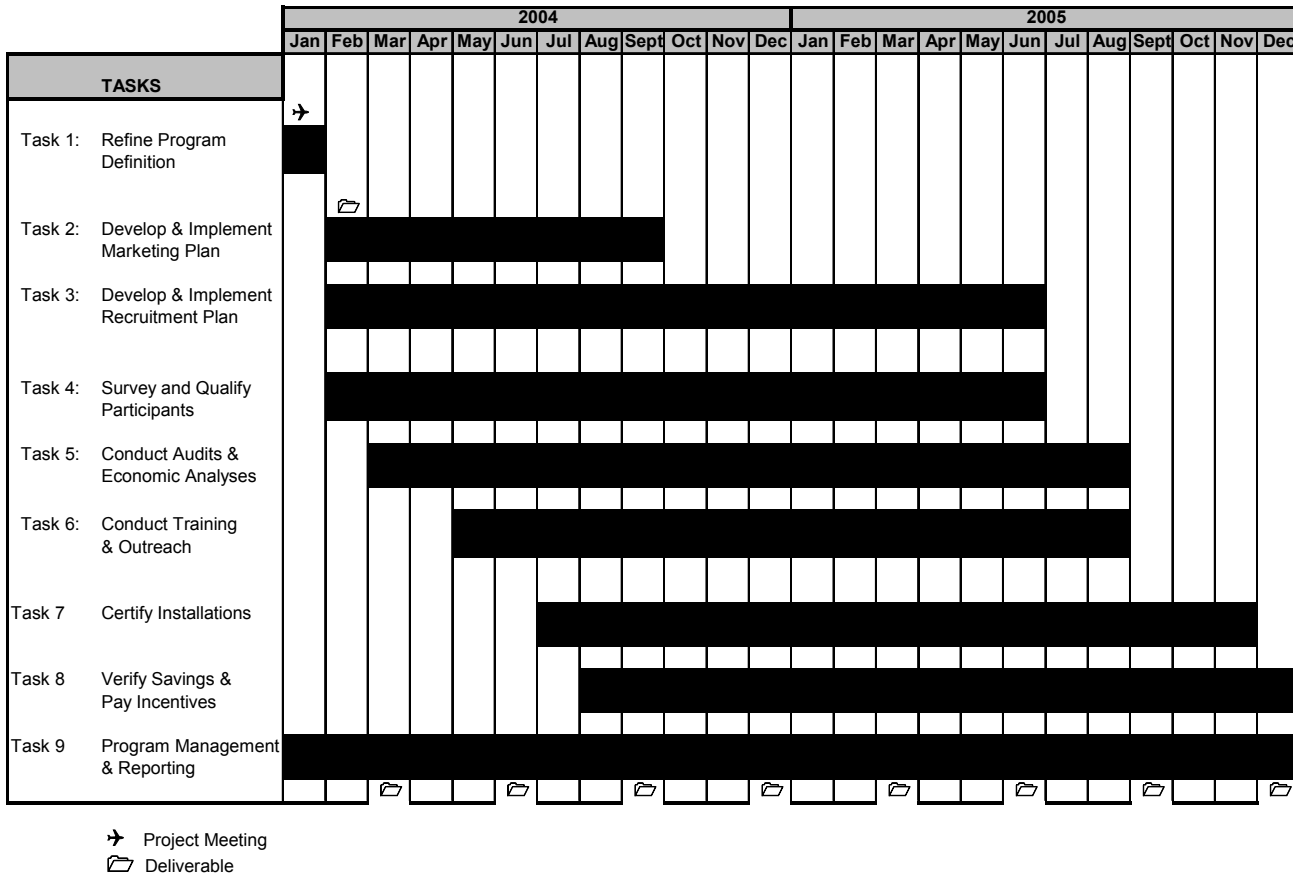 2004 2005
Jan Feb Mar Apr May Jun Jul Aug Sept Oct Nov Dec Jan Feb Mar Apr May Jun Jul Aug Sept Oct Nov Dec
TASKS
Task 1: Refine Program
Definition
Task 2: Develop & Implement
Marketing Plan
Task 3: Develop & Implement
Recruitment Plan
Task 4: Survey and Qualify
Participants
Task 5: Conduct Audits &
Economic Analyses
Task 6: Conduct Training
& Outreach
Task 7 Certify Installations
Task 8 Verify Savings &
Pay Incentives
Task 9 Program Management
& Reporting
Project Meeting
Deliverable